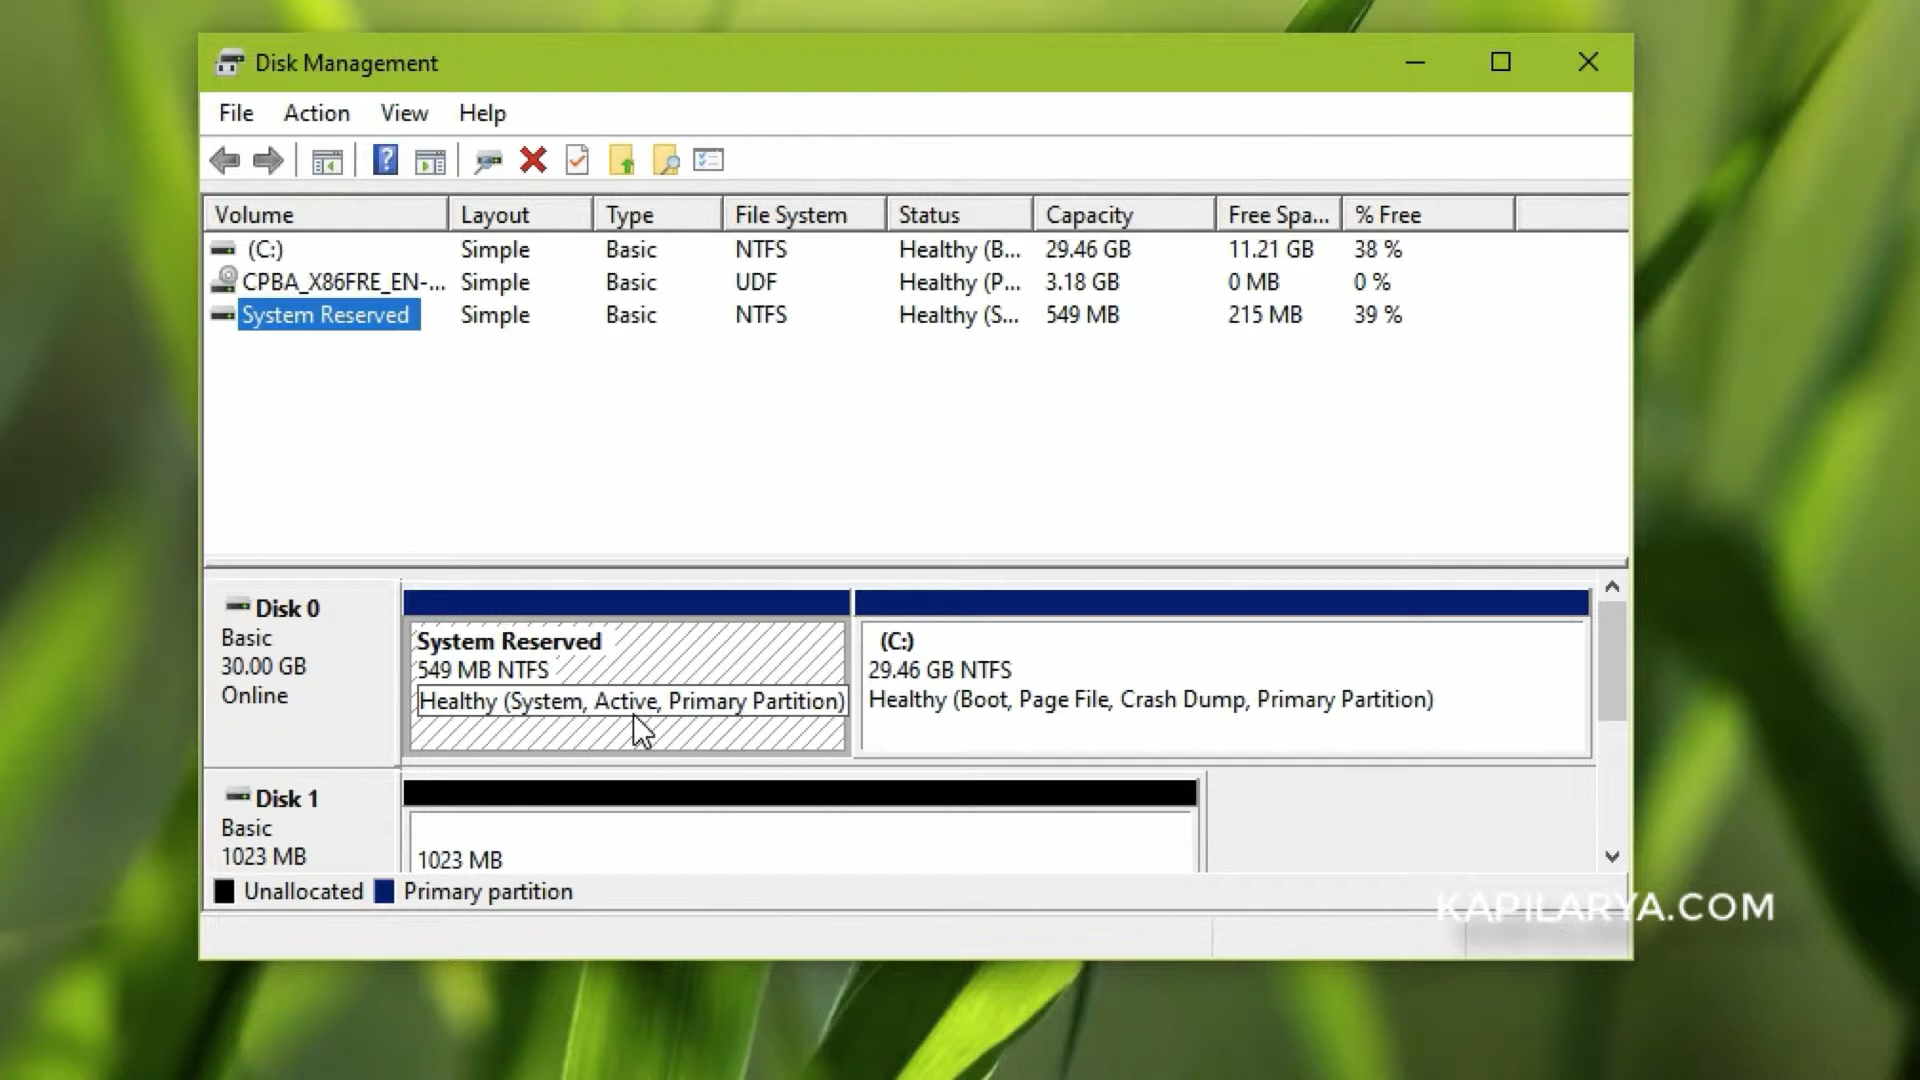 Disk Management
File Action View Help
Volume Layout Type File System Status Capacity Free Spa... % Free
(C:) Simple Basic NTFS Healthy (B... 29.46 GB 11.21 GB 38 %
CPBA_X86FRE_EN-... Simple Basic UDF Healthy (P... 3.18 GB 0 MB 0 %
System Reserved Simple Basic NTFS Healthy (S... 549 MB 215 MB 39 %
Disk 0
Basic
30.00 GB
Online
System Reserved
549 MB NTFS
Healthy (System, Active, Primary Partition)
(C:)
29.46 GB NTFS
Healthy (Boot, Page File, Crash Dump, Primary Partition)
Disk 1
Basic
1023 MB
1023 MB
Unallocated Primary partition
KAPILARYA.COM